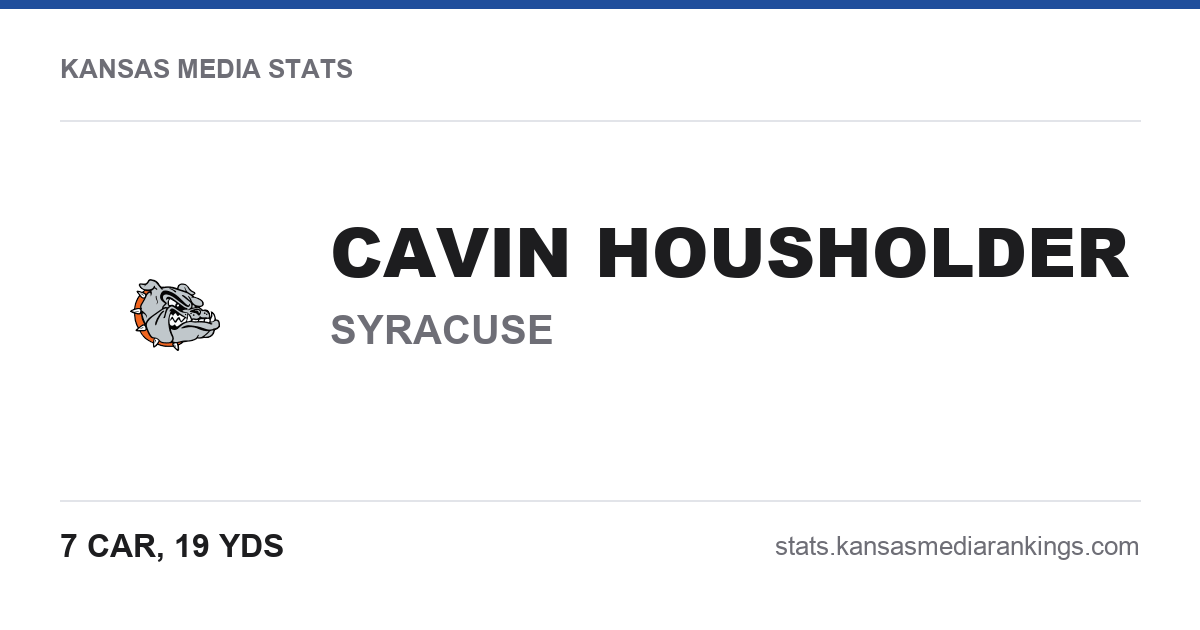 KANSAS MEDIA STATS
CAVIN HOUSHOLDER
SYRACUSE
7 CAR, 19 YDS
stats.kansasmediarankings.com